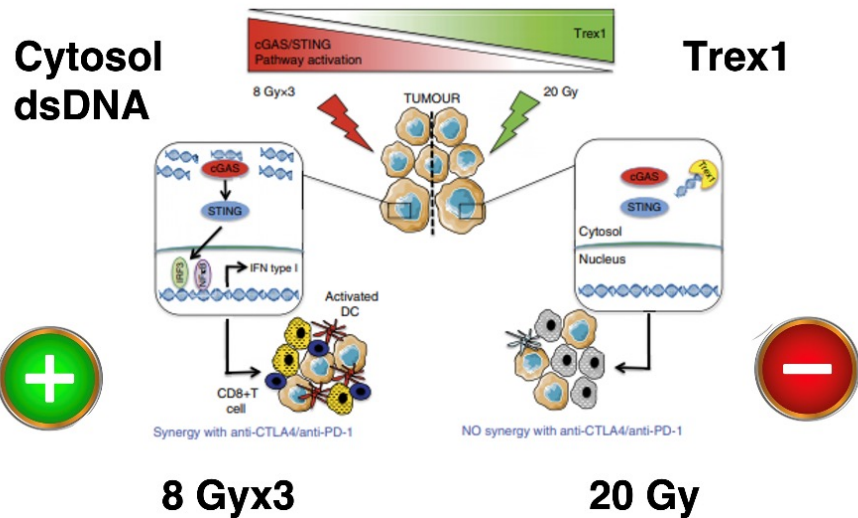 Cytosol
dsDNA
cGAS/STING
Pathway activation
Trex1
Trex1
8 Gyx3
TUMOUR
20 Gy
cGAS
STING
IRF3
NFκB
IFN type I
cGAS
Trex1
STING
Cytosol
Nucleus
Activated
DC
CD8+T
cell
Synergy with anti-CTLA4/anti-PD-1
NO synergy with anti-CTLA4/anti-PD-1
8 Gyx3
20 Gy